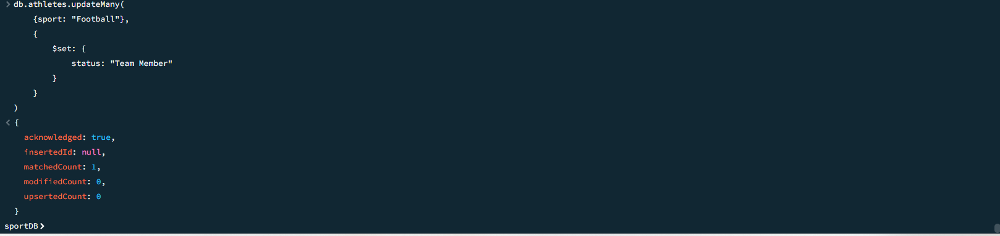 > db.athletes.updateMany(
{sport: "Football"},
{
$set: {
status: "Team Member"
}
}
)
< {
acknowledged: true,
insertedId: null,
matchedCount: 1,
modifiedCount: 0,
upsertedCount: 0
}
sportDB>